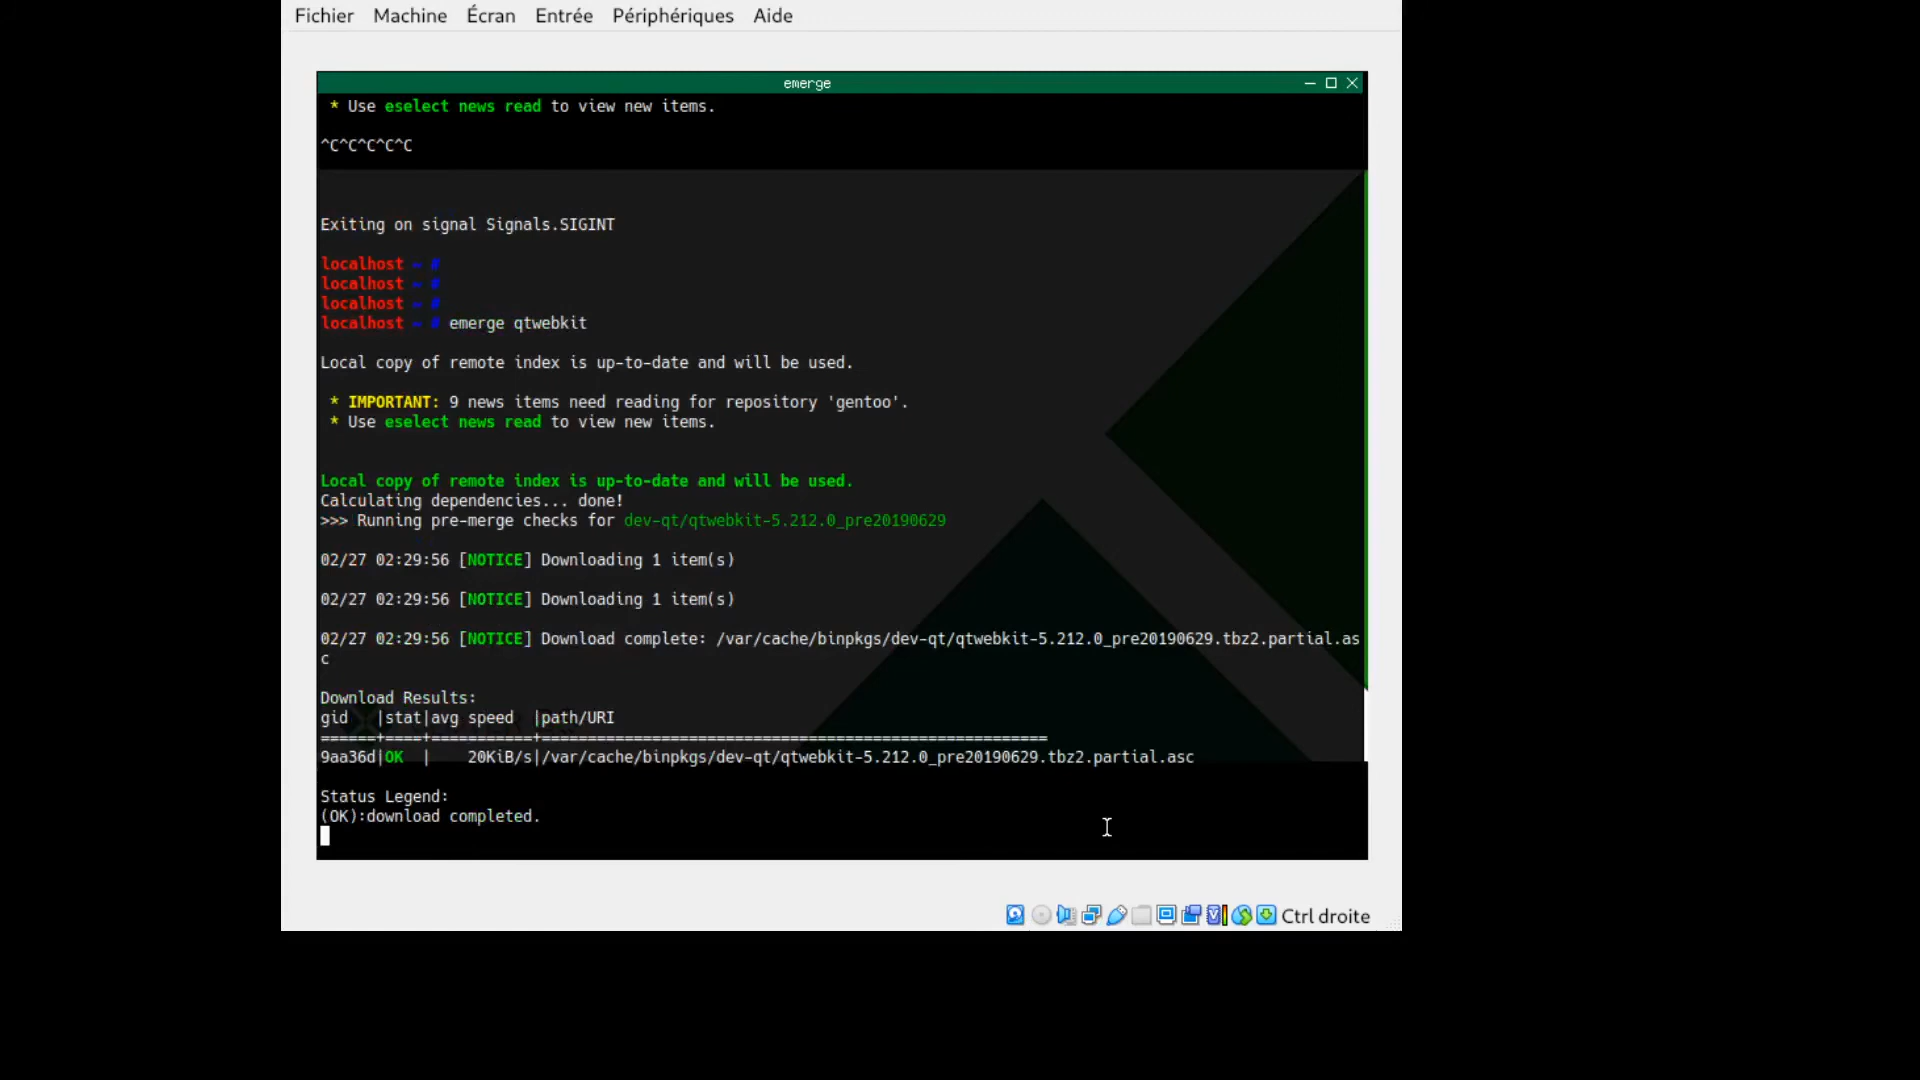 Fichier Machine Écran Entrée Périphériques Aide
emerge
* Use eselect news read to view new items.
^C^C^C^C^C
Exiting on signal Signals.SIGINT
localhost ~ #
localhost ~ #
localhost ~ #
localhost ~ # emerge qtwebkit
Local copy of remote index is up-to-date and will be used.
* IMPORTANT: 9 news items need reading for repository 'gentoo'.
* Use eselect news read to view new items.
Local copy of remote index is up-to-date and will be used.
Calculating dependencies... done!
>>> Running pre-merge checks for dev-qt/qtwebkit-5.212.0_pre20190629
02/27 02:29:56 [NOTICE] Downloading 1 item(s)
02/27 02:29:56 [NOTICE] Downloading 1 item(s)
02/27 02:29:56 [NOTICE] Download complete: /var/cache/binpkgs/dev-qt/qtwebkit-5.212.0_pre20190629.tbz2.partial.as
c
Download Results:
gid   |stat|avg speed  |path/URI
======+====+===========+=======================================================
9aa36d|OK  |    20KiB/s|/var/cache/binpkgs/dev-qt/qtwebkit-5.212.0_pre20190629.tbz2.partial.asc
Status Legend:
(OK):download completed.
Ctrl droite